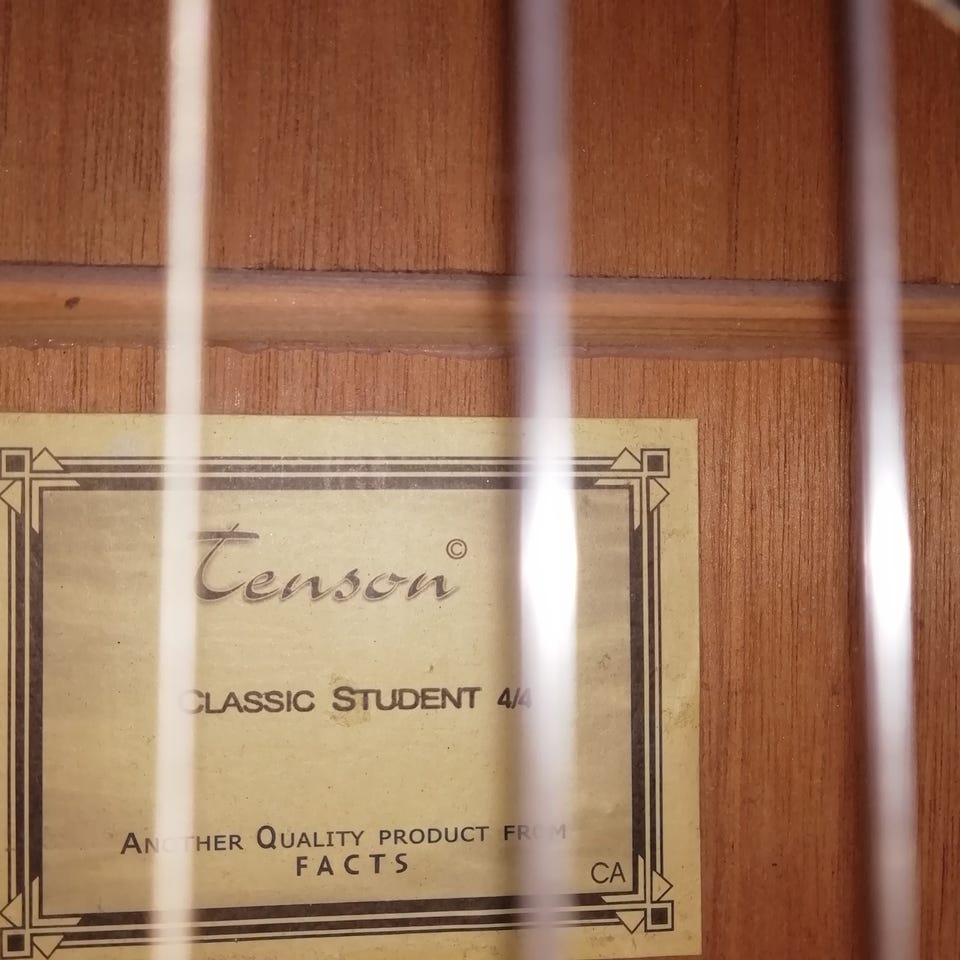 Tenson©
CLASSIC STUDENT 4/4
ANOTHER QUALITY PRODUCT FROM
FACTS
CA